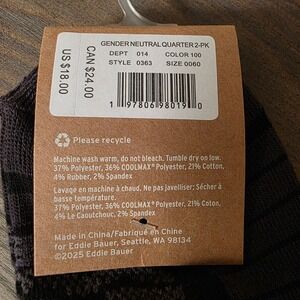 GENDER NEUTRAL QUARTER 2-PK
DEPT 014 COLOR 100
STYLE 0363 SIZE 0060
US $18.00
CAN $24.00
1 97806 98019 0
Please recycle
Machine wash warm, do not bleach. Tumble dry on low.
37% Polyester, 36% COOLMAX® Polyester, 21% Cotton,
4% Rubber, 2% Spandex
Lavage en machine à chaud. Ne pas javelliser; Sécher à
basse température.
37% Polyester, 36% COOLMAX® Polyester, 21% Coton,
4% Le Caoutchouc, 2% Spandex
Made in China/Fabriqué en Chine
for Eddie Bauer, Seattle, WA 98134
©2025 Eddie Bauer